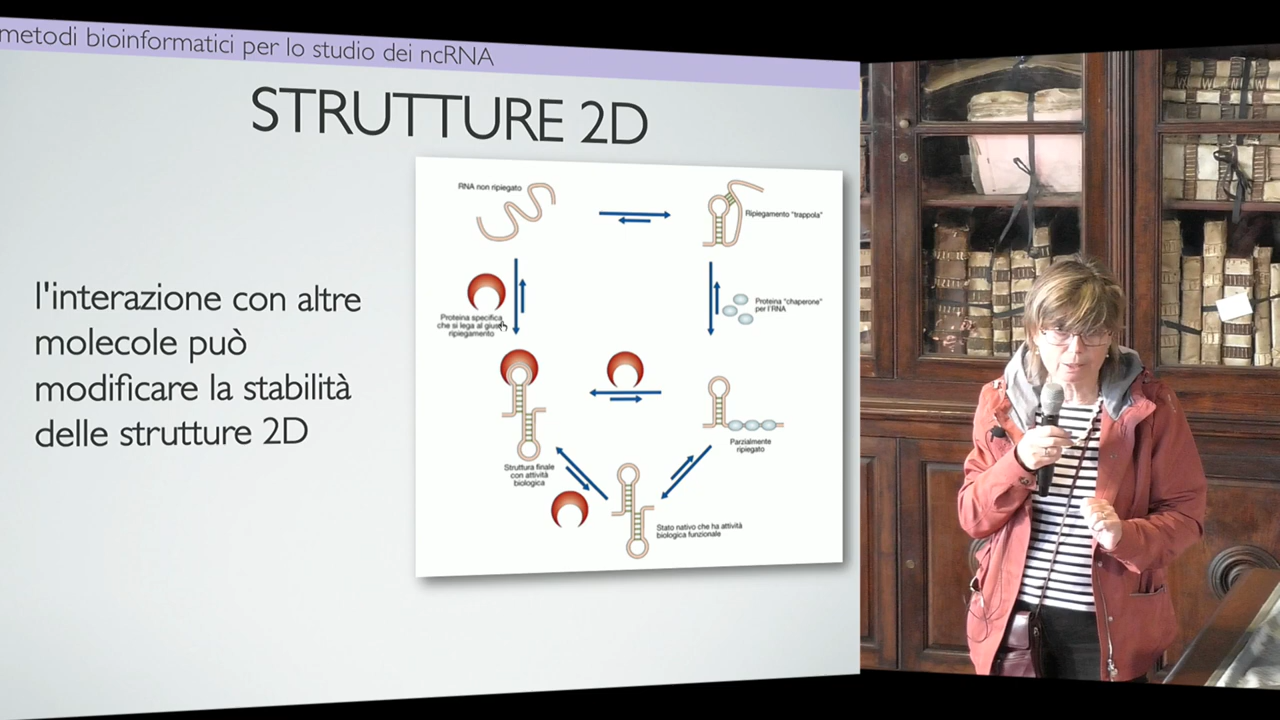 metodi bioinformatici per lo studio dei ncRNA
STRUTTURE 2D
l'interazione con altre
molecole può
modificare la stabilità
delle strutture 2D
RNA non ripiegato
Ripiegamento "trappola"
Proteina specifica
che si lega al giusto
ripiegamento
Proteina "chaperone"
per l'RNA
Parzialmente
ripiegato
Struttura finale
con attività
biologica
Stato nativo che ha attività
biologica funzionale